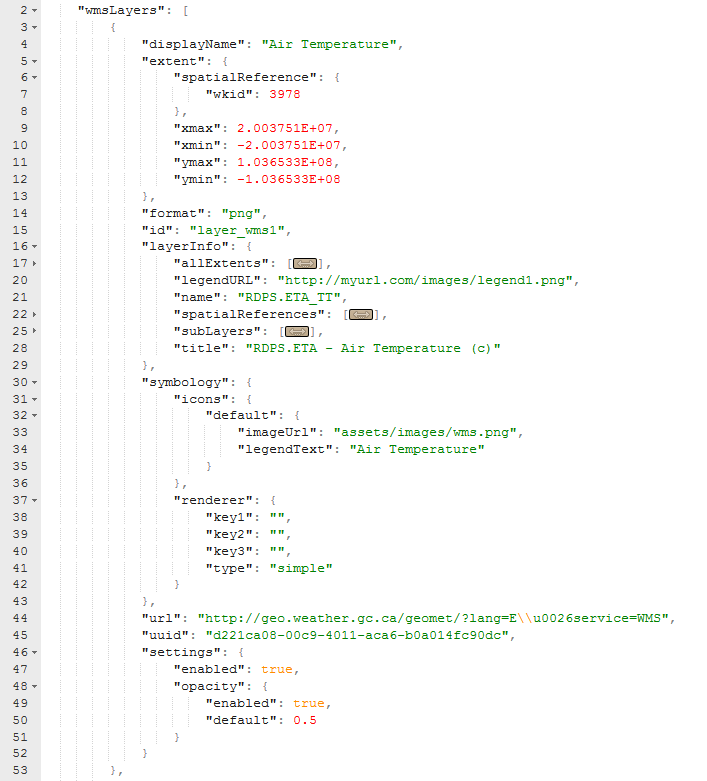 2 "wmsLayers": [
3 {
4 "displayName": "Air Temperature",
5 "extent": {
6 "spatialReference": {
7 "wkid": 3978
8 },
9 "xmax": 2.003751E+07,
10 "xmin": -2.003751E+07,
11 "ymax": 1.036533E+08,
12 "ymin": -1.036533E+08
13 },
14 "format": "png",
15 "id": "layer_wms1",
16 "layerInfo": {
17 "allExtents": [],
20 "legendURL": "http://myurl.com/images/legend1.png",
21 "name": "RDPS.ETA_TT",
22 "spatialReferences": [],
25 "subLayers": [],
28 "title": "RDPS.ETA - Air Temperature (c)"
29 },
30 "symbology": {
31 "icons": {
32 "default": {
33 "imageUrl": "assets/images/wms.png",
34 "legendText": "Air Temperature"
35 }
36 },
37 "renderer": {
38 "key1": "",
39 "key2": "",
40 "key3": "",
41 "type": "simple"
42 }
43 },
44 "url": "http://geo.weather.gc.ca/geomet/?lang=E\\u0026service=WMS",
45 "uuid": "d221ca08-00c9-4011-aca6-b0a014fc90dc",
46 "settings": {
47 "enabled": true,
48 "opacity": {
49 "enabled": true,
50 "default": 0.5
51 }
52 }
53 },